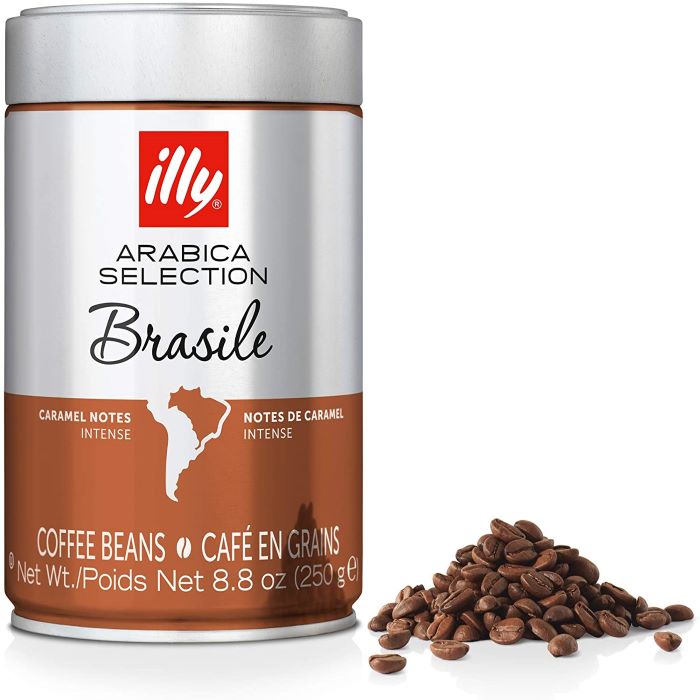 illy®
ARABICA
SELECTION
Brasile
CARAMEL NOTES
INTENSE
NOTES DE CARAMEL
INTENSE
COFFEE BEANS CAFÉ EN GRAINS
Net Wt./Poids Net 8.8 oz (250 g ℮)